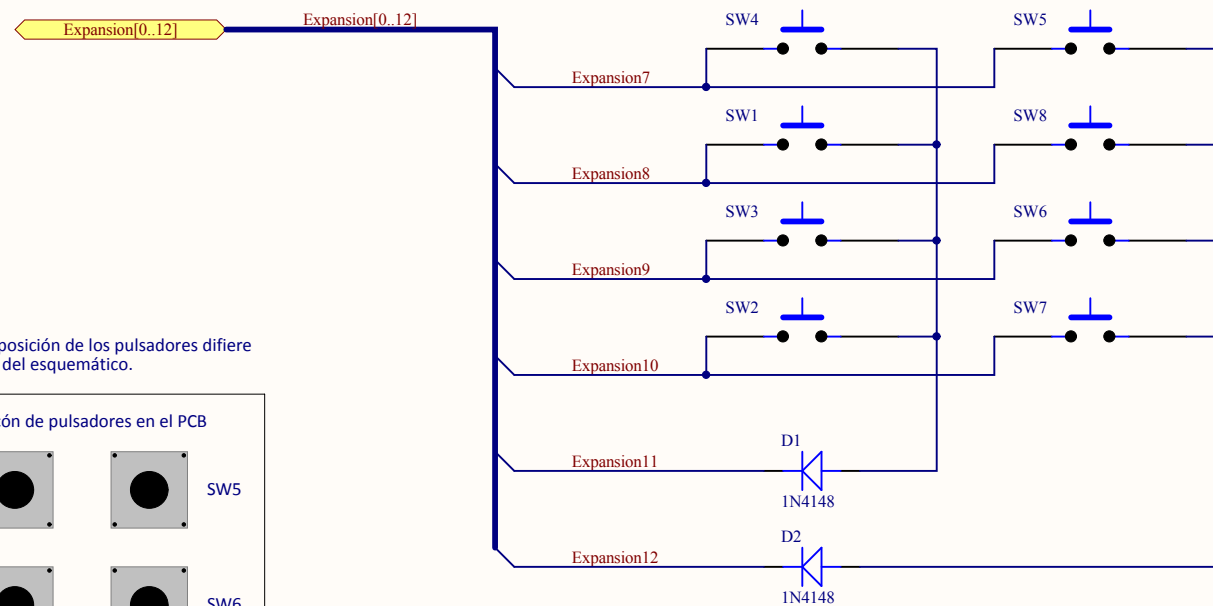 Expansion[0..12]
Expansion[0..12]
SW4
SW5
Expansion7
SW1
SW8
Expansion8
SW3
SW6
Expansion9
SW2
SW7
Expansion10
posición de los pulsadores difiere
del esquemático.
ón de pulsadores en el PCB
D1
Expansion11
1N4148
SW5
D2
Expansion12
1N4148
SW6